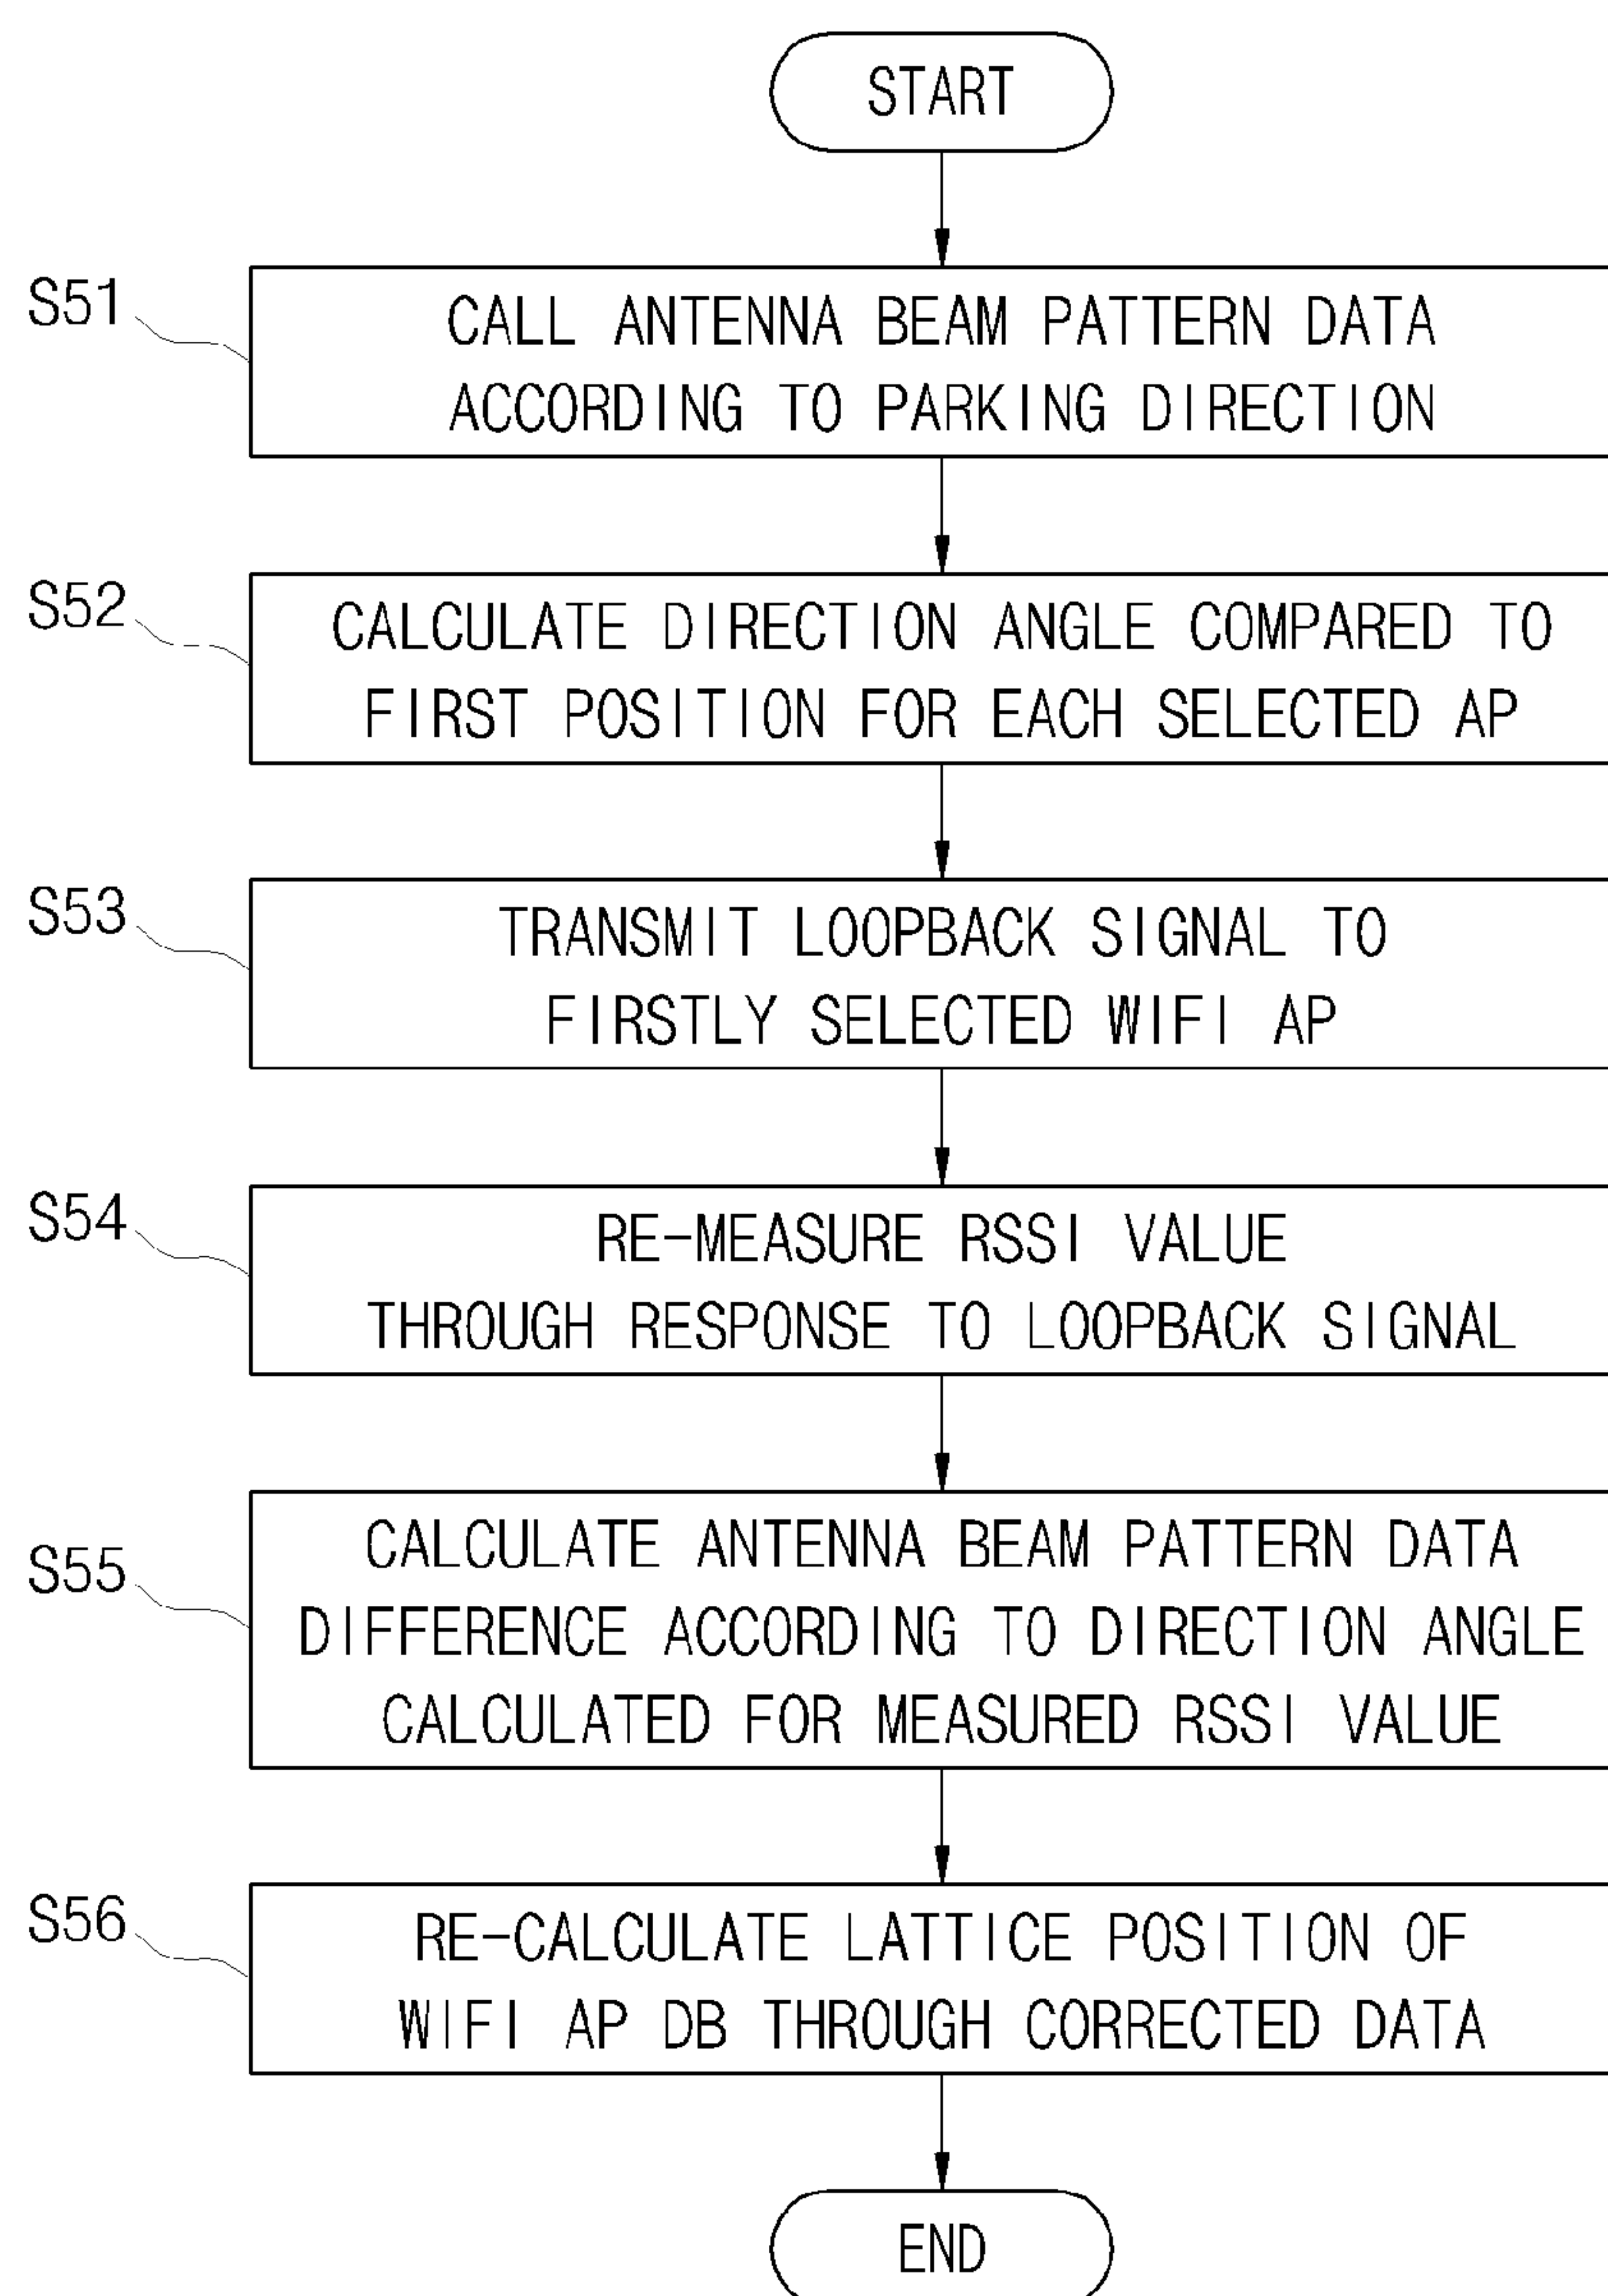 START
S51
CALL ANTENNA BEAM PATTERN DATA
ACCORDING TO PARKING DIRECTION
S52
CALCULATE DIRECTION ANGLE COMPARED TO
FIRST POSITION FOR EACH SELECTED AP
S53
TRANSMIT LOOPBACK SIGNAL TO
FIRSTLY SELECTED WIFI AP
S54
RE-MEASURE RSSI VALUE
THROUGH RESPONSE TO LOOPBACK SIGNAL
S55
CALCULATE ANTENNA BEAM PATTERN DATA
DIFFERENCE ACCORDING TO DIRECTION ANGLE
CALCULATED FOR MEASURED RSSI VALUE
S56
RE-CALCULATE LATTICE POSITION OF
WIFI AP DB THROUGH CORRECTED DATA
END